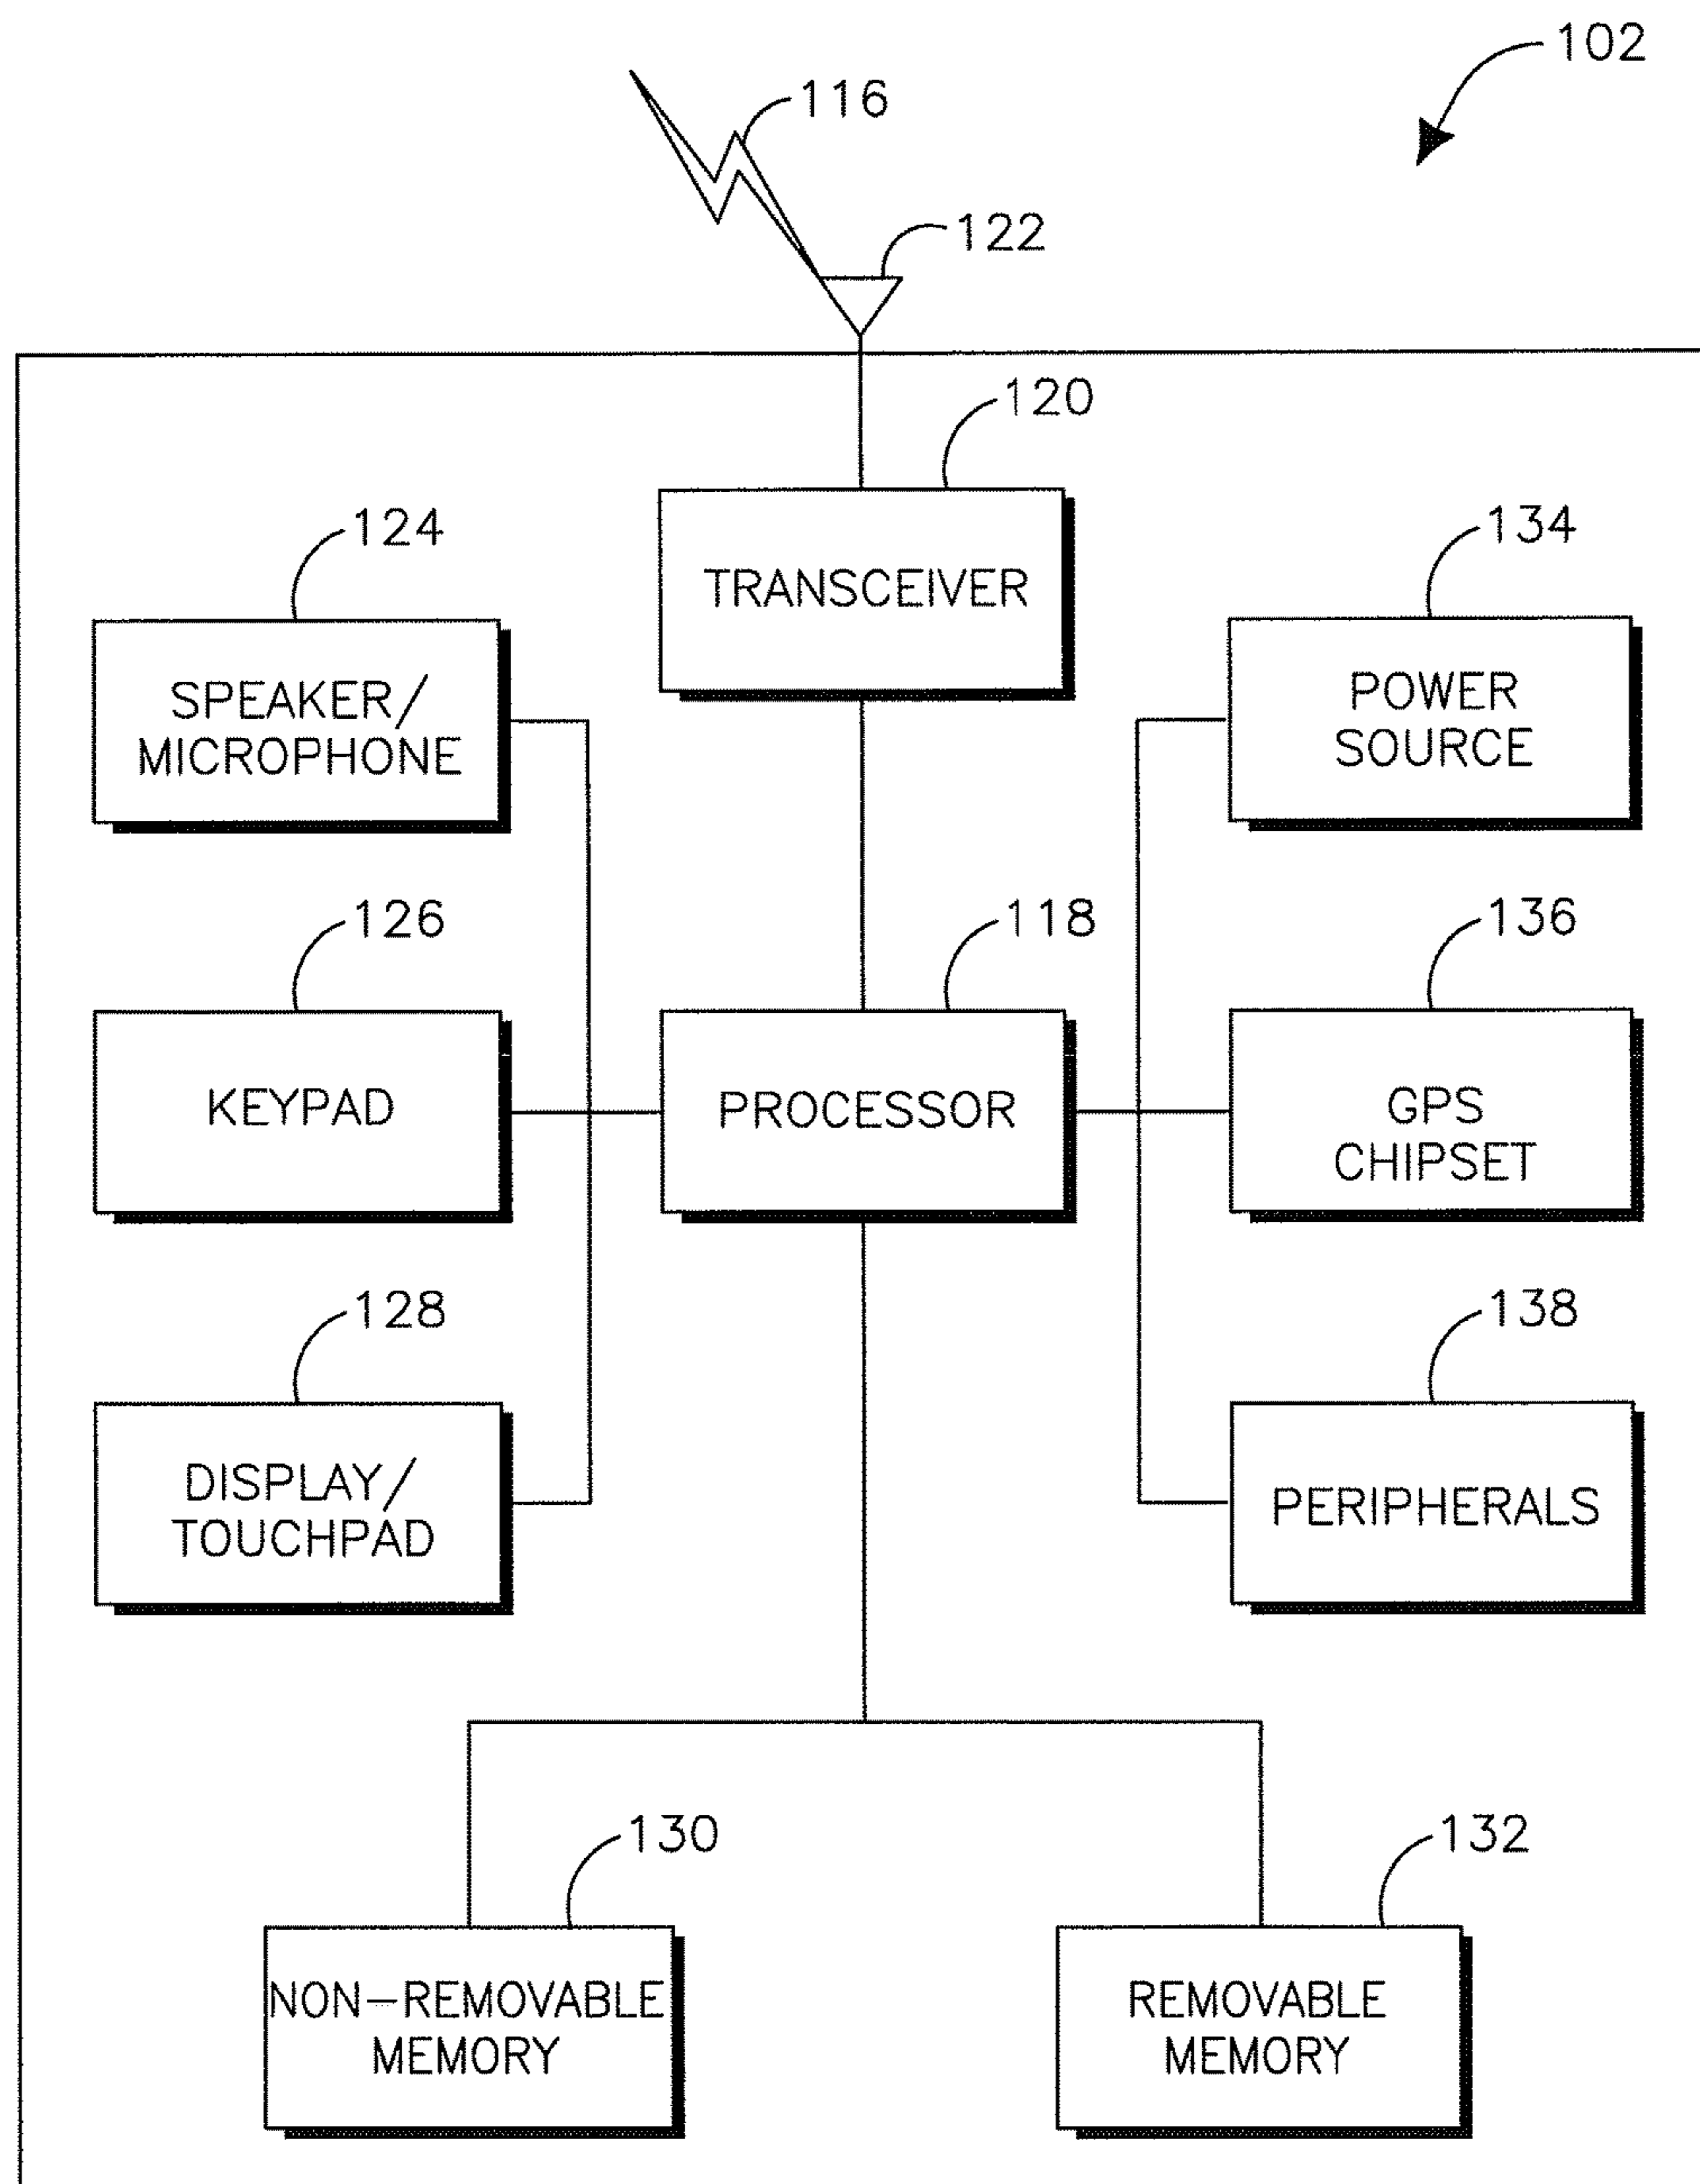 102
116
122
120
TRANSCEIVER
124
SPEAKER/
MICROPHONE
134
POWER
SOURCE
126
KEYPAD
118
PROCESSOR
136
GPS
CHIPSET
128
DISPLAY/
TOUCHPAD
138
PERIPHERALS
130
NON-REMOVABLE
MEMORY
132
REMOVABLE
MEMORY